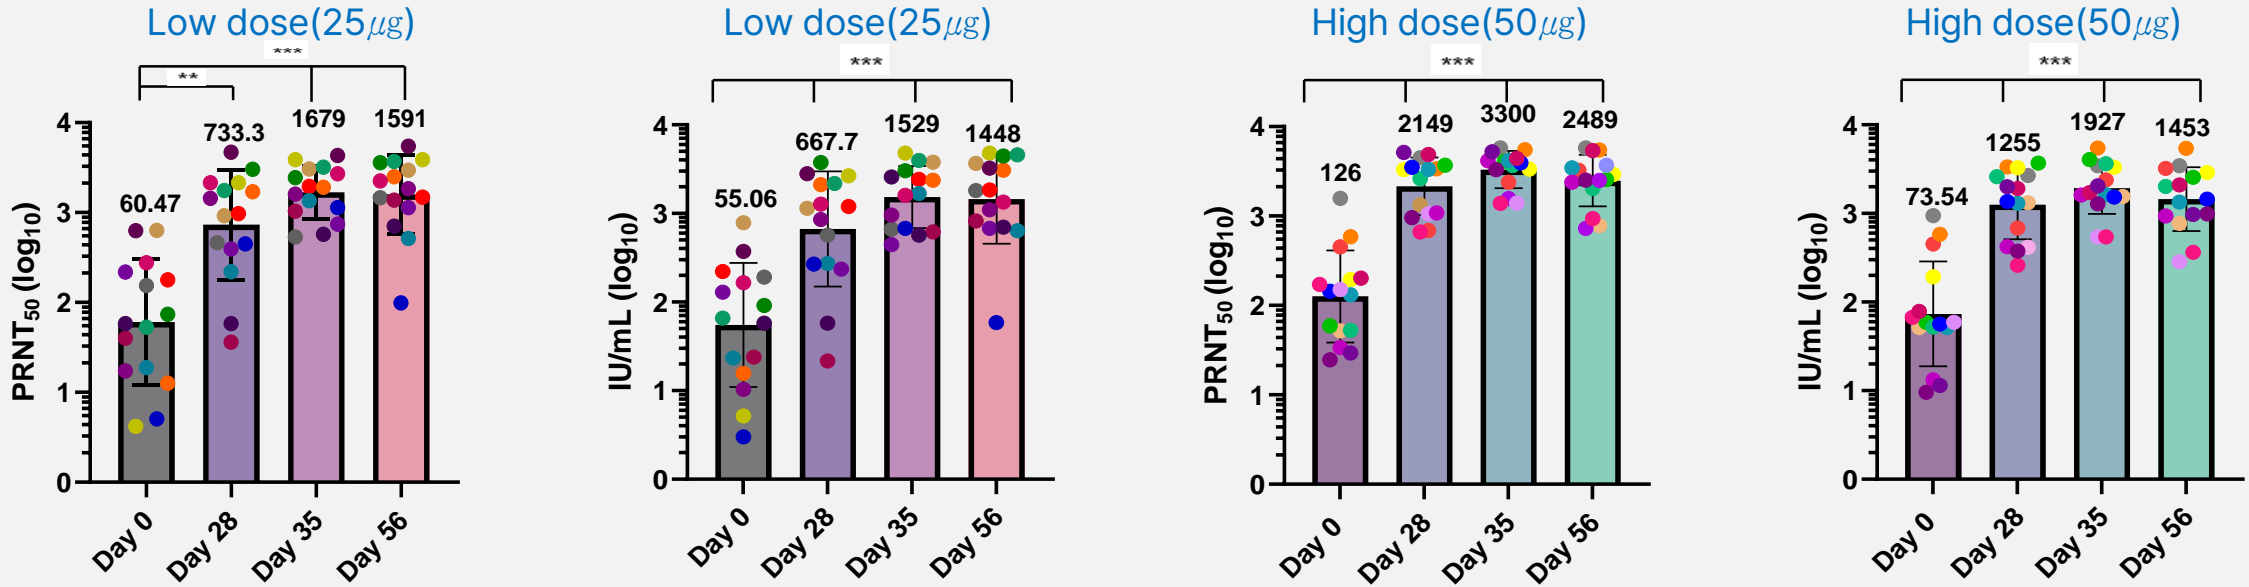 Low dose(25μg)
***
**
60.47
733.3
1679
1591
PRNT50 (log10)
4
3
2
1
0
Day 0
Day 28
Day 35
Day 56
Low dose(25μg)
***
55.06
667.7
1529
1448
IU/mL (log10)
4
3
2
1
0
Day 0
Day 28
Day 35
Day 56
High dose(50μg)
***
126
2149
3300
2489
PRNT50 (log10)
4
3
2
1
0
Day 0
Day 28
Day 35
Day 56
High dose(50μg)
***
73.54
1255
1927
1453
IU/mL (log10)
4
3
2
1
0
Day 0
Day 28
Day 35
Day 56